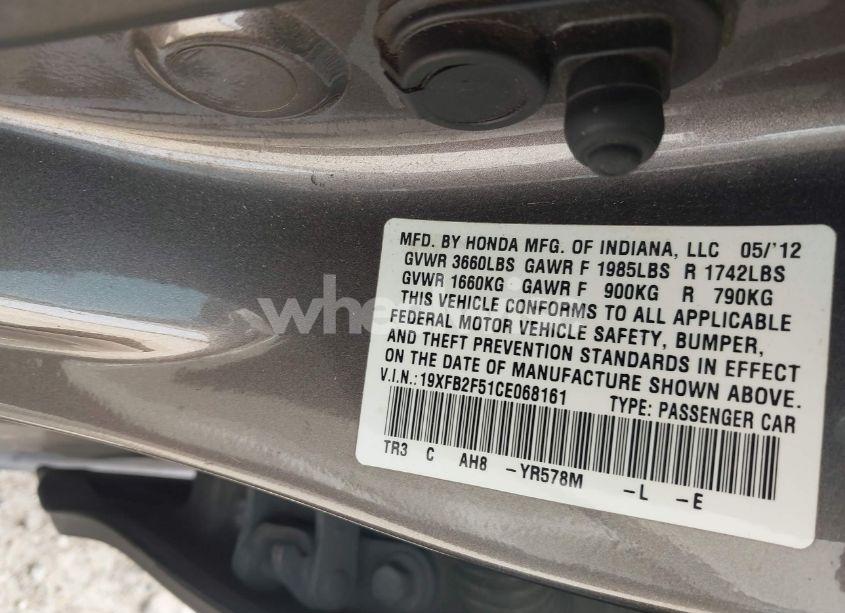 MFD. BY HONDA MFG. OF INDIANA, LLC 05/'12
GVWR 3660LBS GAWR F 1985LBS R 1742LBS
GVWR 1660KG GAWR F 900KG R 790KG
THIS VEHICLE CONFORMS TO ALL APPLICABLE
FEDERAL MOTOR VEHICLE SAFETY, BUMPER,
AND THEFT PREVENTION STANDARDS IN EFFECT
ON THE DATE OF MANUFACTURE SHOWN ABOVE.
V.I.N.:19XFB2F51CE068161 TYPE: PASSENGER CAR
TR3 C AH8 -YR578M -L -E